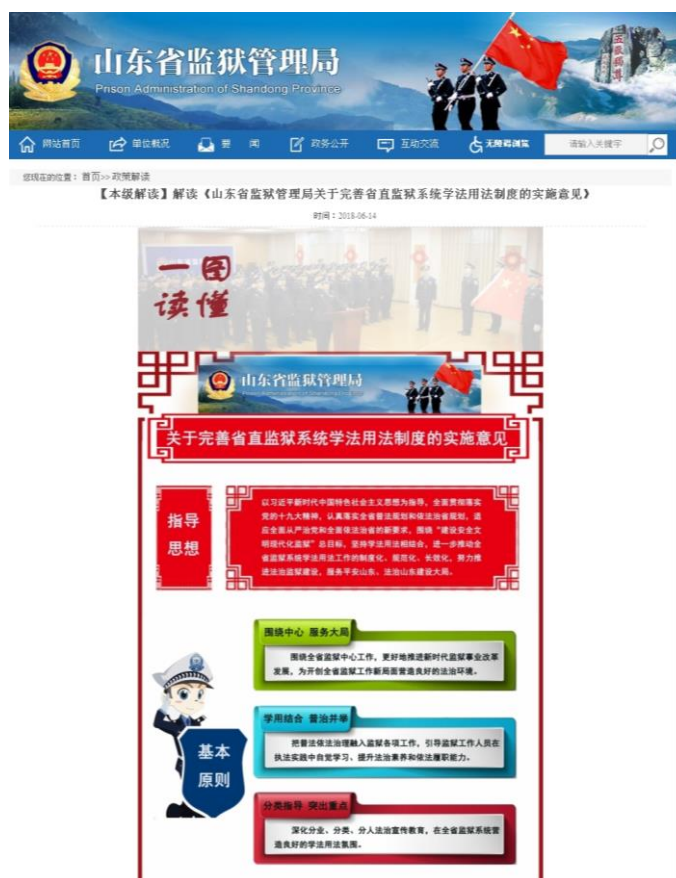 山东省监狱管理局
Prison Administration of Shandong Province
五岳独尊
网站首页 单位概况 要 闻 政务公开 互动交流 无障碍浏览 请输入关键字
您现在的位置：首页>> 政策解读
【本级解读】解读《山东省监狱管理局关于完善省直监狱系统学法用法制度的实施意见》
时间：2018-06-14
一图
读懂
山东省监狱管理局
Prison Administration of Shandong Province
关于完善省直监狱系统学法用法制度的实施意见
指导
思想
以习近平新时代中国特色社会主义思想为指导，全面贯彻落实
党的十九大精神，认真落实全省普法规划和依法治省规划，适
应全面从严治党和全面依法治省的新要求，围绕“建设安全文
明现代化监狱”总目标，坚持学法用法相结合，进一步推动全
省监狱系统学法用法工作的制度化、规范化、长效化，努力推
进法治监狱建设，服务平安山东、法治山东建设大局。
基本
原则
围绕中心 服务大局
围绕全省监狱中心工作，更好地推进新时代监狱事业改革
发展，为开创全省监狱工作新局面营造良好的法治环境。
学用结合 普治并举
把普法依法治理融入监狱各项工作，引导监狱工作人员在
执法实践中自觉学习、提升法治素养和依法履职能力。
分类指导 突出重点
深化分业、分类、分人法治宣传教育，在全省监狱系统营
造良好的学法用法氛围。